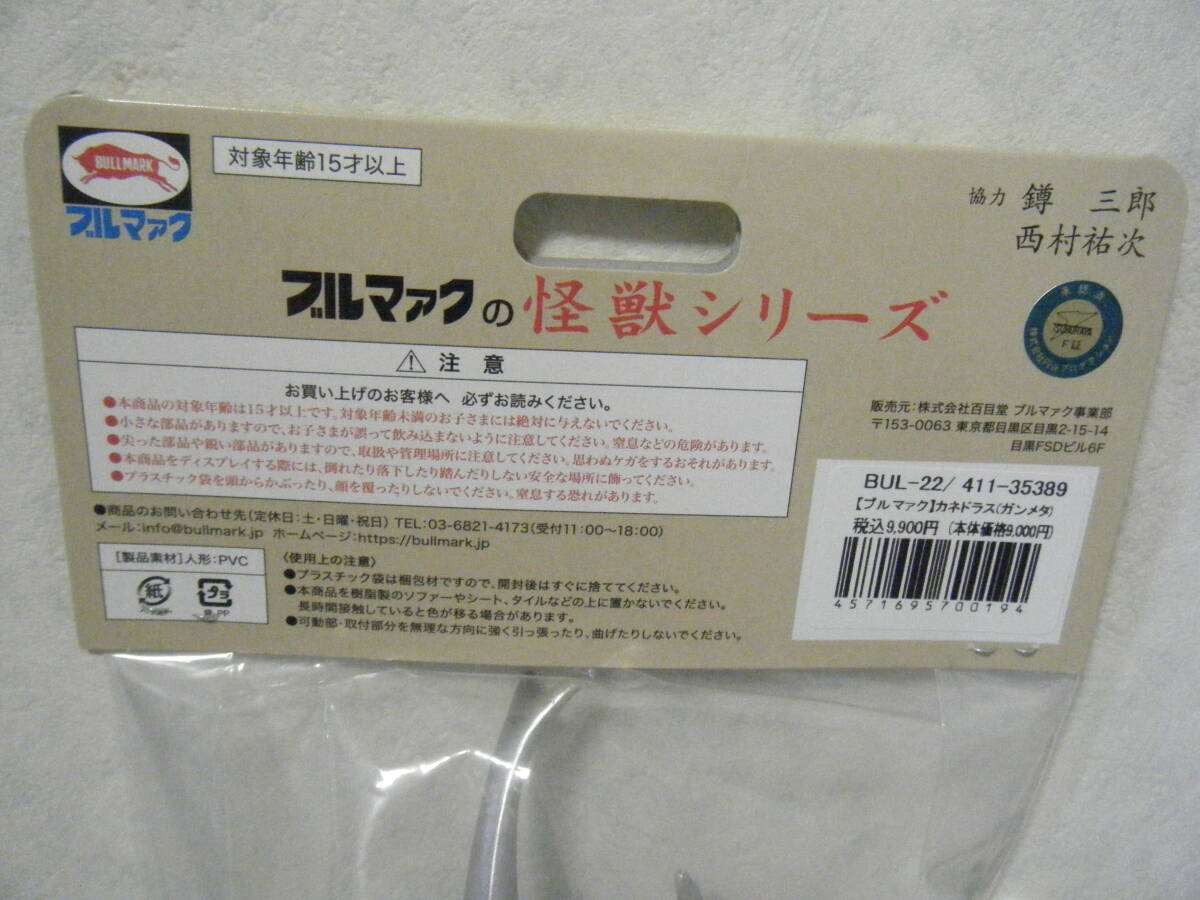 BULLMARK
ブルマァク
対象年齢15才以上
協力 鐏 三郎
西村祐次
ブルマァクの怪獣シリーズ
承認済
TSUBURAYA
F証
株式会社円谷プロダクション
⚠ 注意
お買い上げのお客様へ 必ずお読みください。
●本商品の対象年齢は15才以上です。対象年齢未満のお子さまには絶対に与えないでください。
●小さな部品がありますので、お子さまが誤って飲み込まないように注意してください。窒息などの危険があります。
●尖った部品や鋭い部品がありますので、取扱や管理場所に注意してください。思わぬケガをするおそれがあります。
●本商品をディスプレイする際には、倒れたり落下したり踏んだりしない安全な場所に飾ってください。
●プラスチック袋を頭からかぶったり、顔を覆ったりしないでください。窒息する恐れがあります。
●商品のお問い合わせ先(定休日:土・日曜・祝日) TEL:03-6821-4173(受付11:00~18:00)
メール:info@bullmark.jp ホームページ:https://bullmark.jp
[製品素材]人形:PVC
紙
プラ
袋:PP
〈使用上の注意〉
●プラスチック袋は梱包材ですので、開封後はすぐに捨ててください。
●本商品を樹脂製のソファーやシート、タイルなどの上に置かないでください。
長時間接触していると色が移る場合があります。
●可動部・取付部分を無理な方向に強く引っ張ったり、曲げたりしないでください。
販売元:株式会社百目堂 ブルマァク事業部
〒153-0063 東京都目黒区目黒2-15-14
目黒FSDビル6F
BUL-22/ 411-35389
【ブルマァク】カネドラス(ガンメタ)
税込9,900円 (本体価格9,000円)
4571695700194